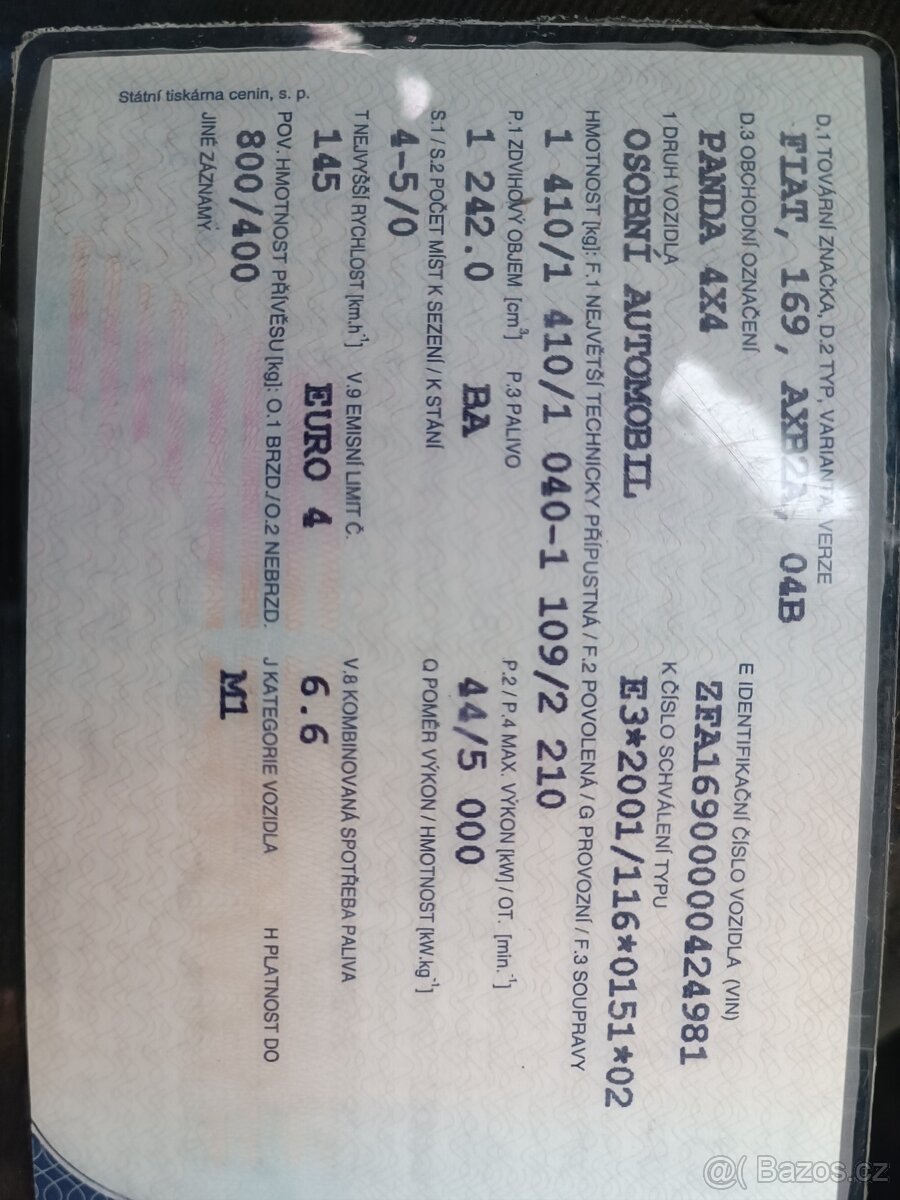 D.1 TOVÁRNÍ ZNAČKA, D.2 TYP, VARIANTA, VERZE
FIAT, 169, AXB2A, 04B
D.3 OBCHODNÍ OZNAČENÍ
E IDENTIFIKAČNÍ ČÍSLO VOZIDLA (VIN)
PANDA 4X4
ZFA16900000424981
1 DRUH VOZIDLA
K ČÍSLO SCHVÁLENÍ TYPU
OSOBNÍ AUTOMOBIL
E3*2001/116*0151*02
HMOTNOST [kg]: F.1 NEJVĚTŠÍ TECHNICKY PŘÍPUSTNÁ / F.2 POVOLENÁ / G PROVOZNÍ / F.3 SOUPRAVY
1 410/1 410/1 040-1 109/2 210
P.1 ZDVIHOVÝ OBJEM [cm³]
P.3 PALIVO
P.2 / P.4 MAX. VÝKON [kW] / OT. [min.⁻¹]
1 242.0
BA
44/5 000
S.1 / S.2 POČET MÍST K SEZENÍ / K STÁNÍ
Q POMĚR VÝKON / HMOTNOST [kW.kg⁻¹]
4-5/0
T NEJVYŠŠÍ RYCHLOST [km.h⁻¹]
V.9 EMISNÍ LIMIT Č.
V.8 KOMBINOVANÁ SPOTŘEBA PALIVA
145
EURO 4
6.6
POV. HMOTNOST PŘÍVĚSU [kg]: O.1 BRZD./O.2 NEBRZD.
J KATEGORIE VOZIDLA
H PLATNOST DO
800/400
M1
JINÉ ZÁZNAMY
Státní tiskárna cenin, s. p.
@( Bazos.cz